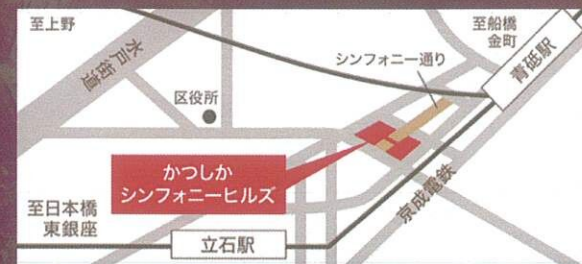 至上野
水戸街道
区役所
シンフォニー通り
至船橋
金町
青砥駅
かつしか
シンフォニーヒルズ
京成電鉄
至日本橋
東銀座
立石駅